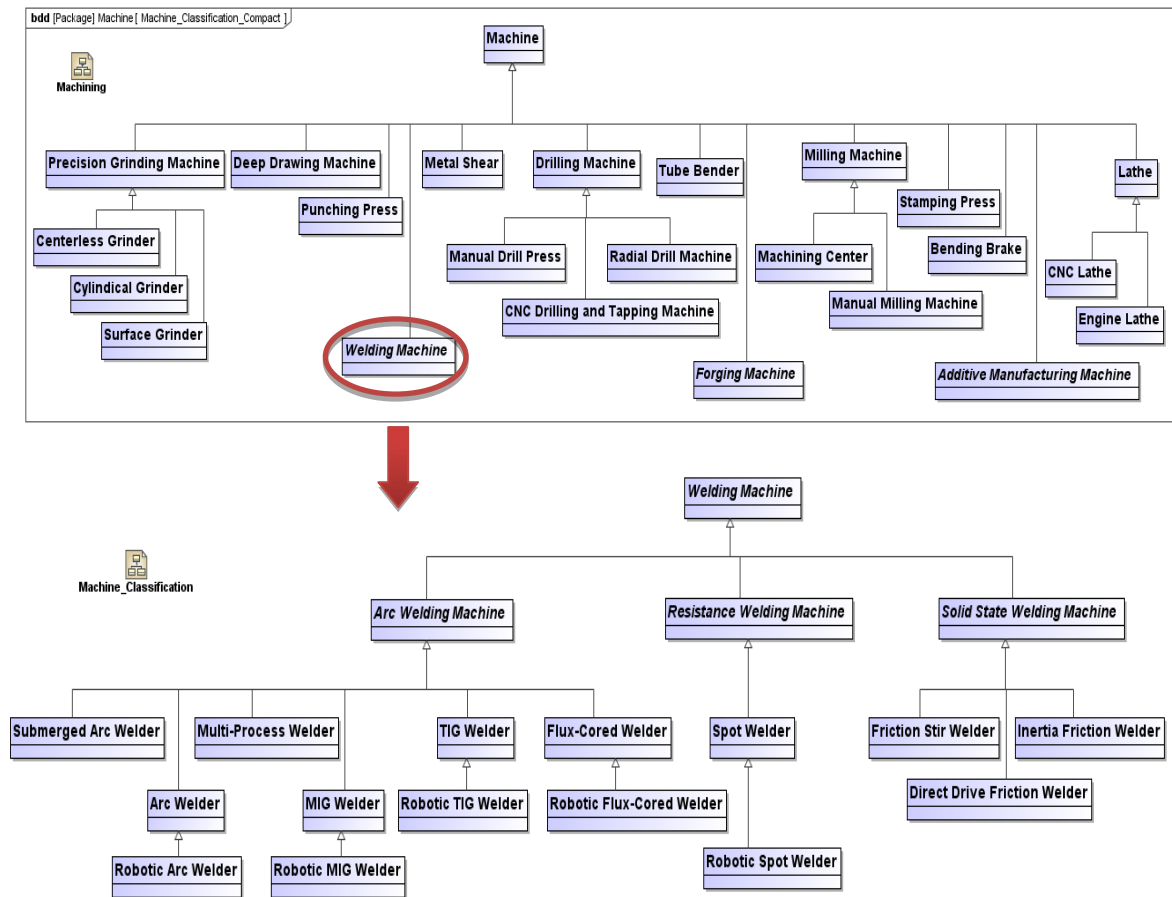 bdd [Package] Machine [ Machine_Classification_Compact ]
Machine
Machining
Precision Grinding Machine
Deep Drawing Machine
Metal Shear
Drilling Machine
Tube Bender
Milling Machine
Lathe
Punching Press
Stamping Press
Centerless Grinder
Manual Drill Press
Radial Drill Machine
Machining Center
Bending Brake
CNC Lathe
Cylindical Grinder
CNC Drilling and Tapping Machine
Manual Milling Machine
Engine Lathe
Surface Grinder
Welding Machine
Forging Machine
Additive Manufacturing Machine
Welding Machine
Machine_Classification
Arc Welding Machine
Resistance Welding Machine
Solid State Welding Machine
Submerged Arc Welder
Multi-Process Welder
TIG Welder
Flux-Cored Welder
Spot Welder
Friction Stir Welder
Inertia Friction Welder
Arc Welder
MIG Welder
Robotic TIG Welder
Robotic Flux-Cored Welder
Direct Drive Friction Welder
Robotic Arc Welder
Robotic MIG Welder
Robotic Spot Welder